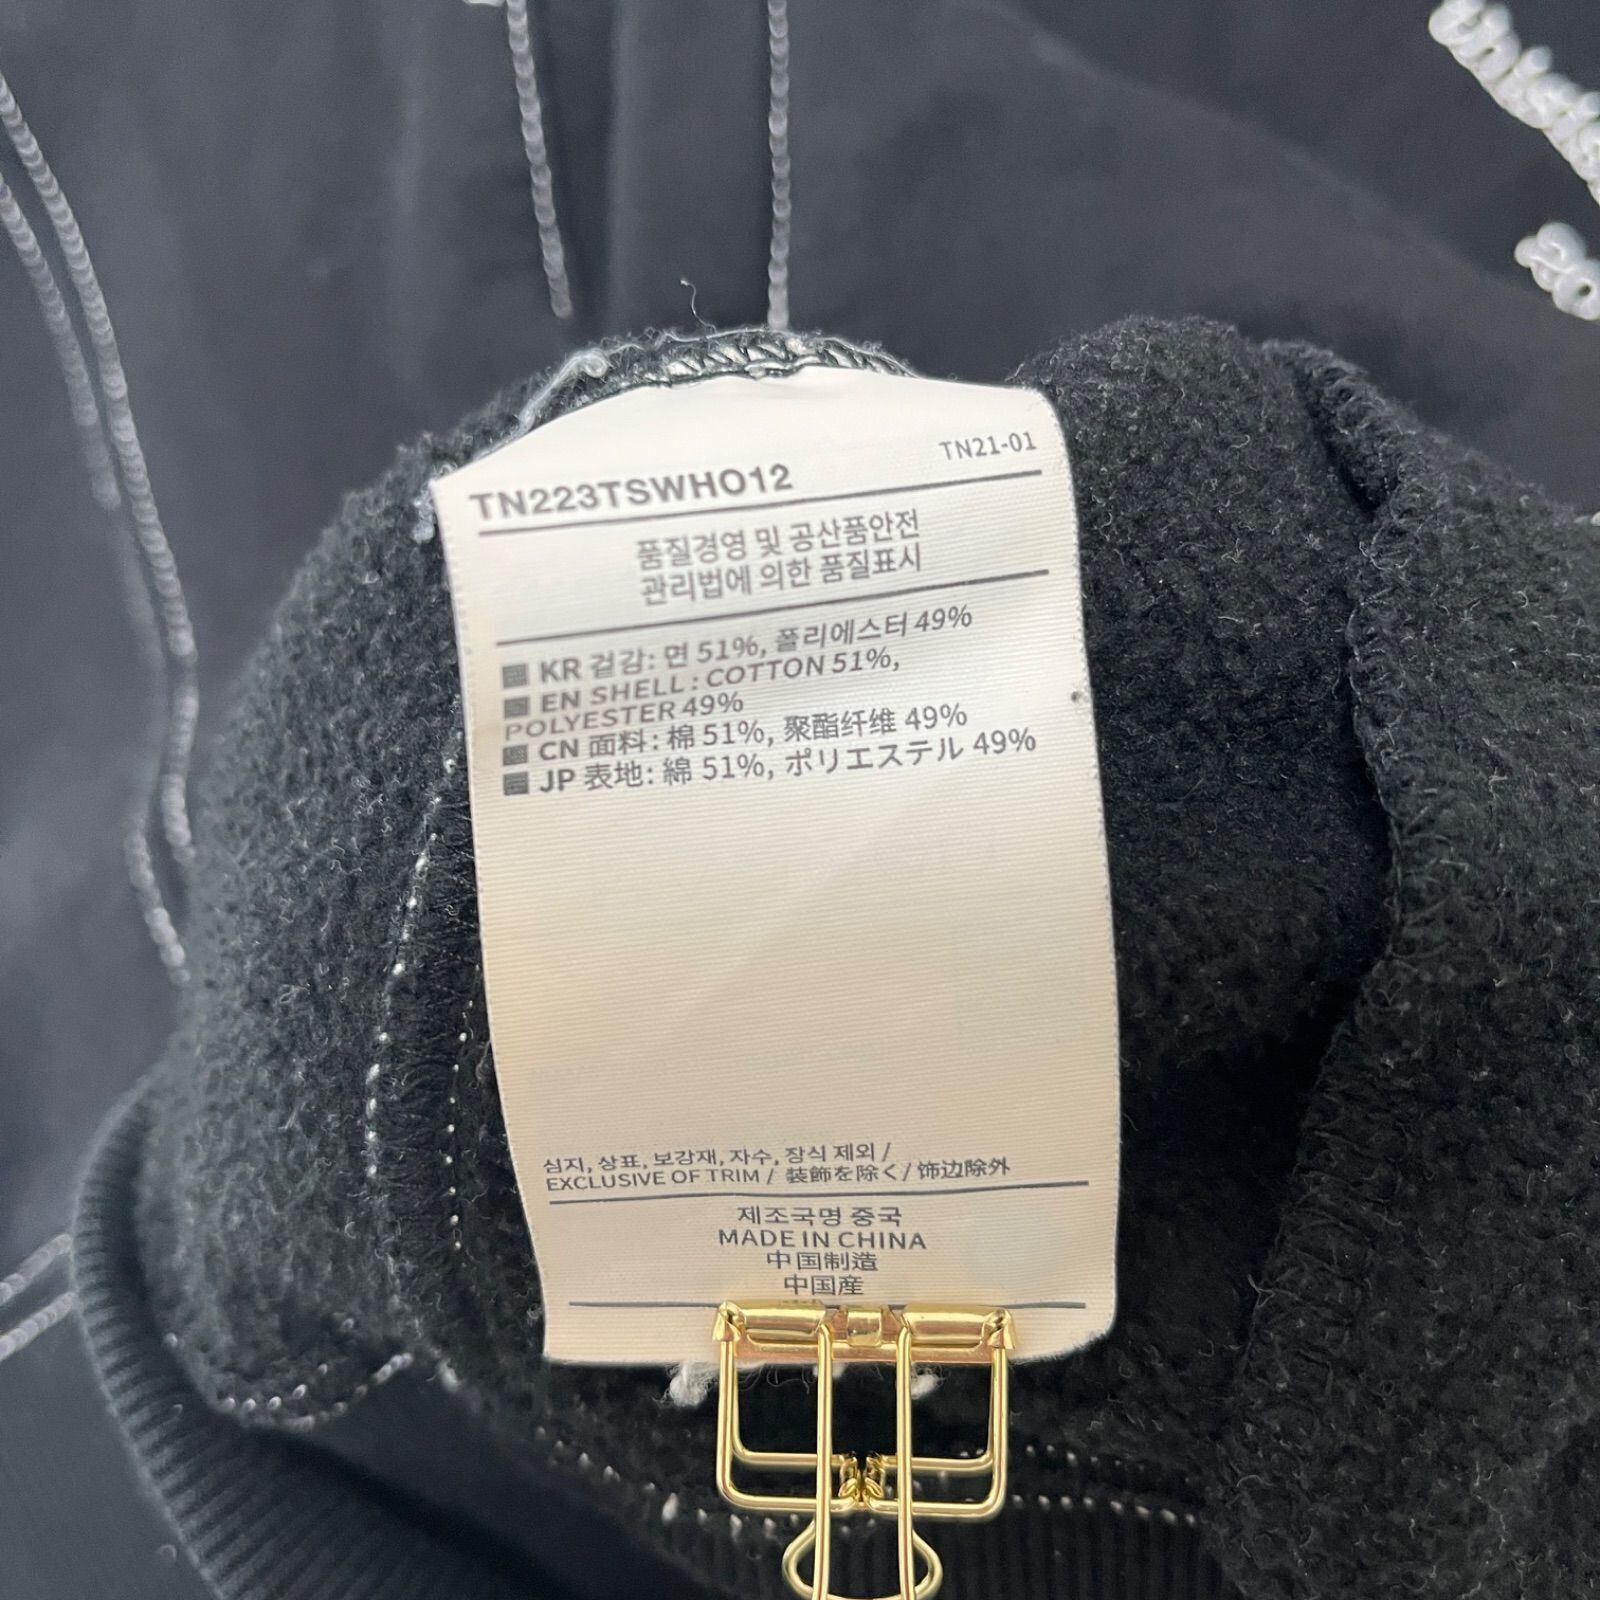 TN21-01
TN223TSWHO12
품질경영 및 공산품안전
관리법에 의한 품질표시
KR 겉감: 면 51%, 폴리에스터 49%
EN SHELL: COTTON 51%,
POLYESTER 49%
CN 面料: 棉 51%, 聚酯纤维 49%
JP 表地: 綿 51%, ポリエステル 49%
심지, 상표, 보강재, 자수, 장식 제외 /
EXCLUSIVE OF TRIM / 装飾を除く/ 饰边除外
제조국명 중국
MADE IN CHINA
中国制造
中国産